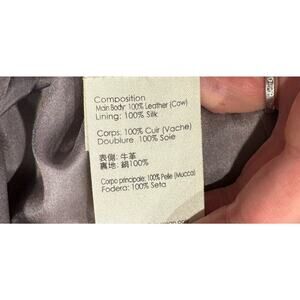 Composition
Main Body: 100% Leather (Cow)
Lining: 100% Silk
Corps: 100% Cuir (Vache)
Doublure: 100% Soie
表側: 牛革
裏地: 絹100%
Corpo principale: 100% Pelle (Mucca)
Fodera: 100% Seta